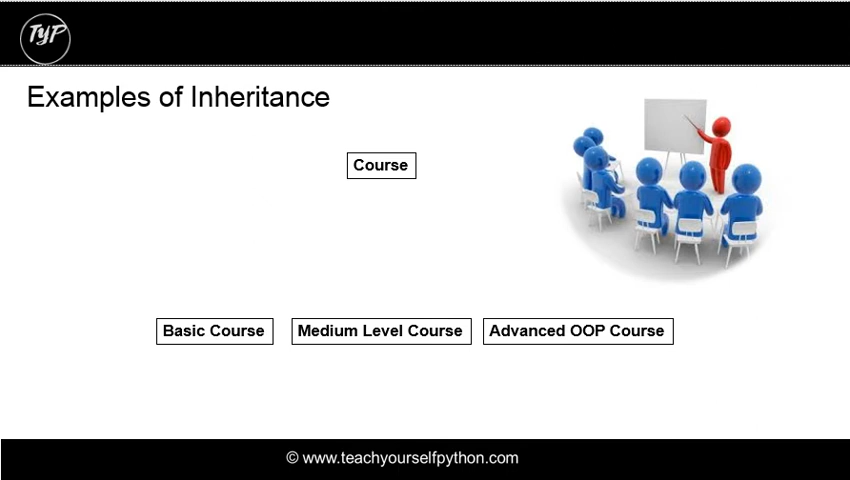 TyP
Examples of Inheritance
Course
Basic Course
Medium Level Course
Advanced OOP Course
© www.teachyourselfpython.com